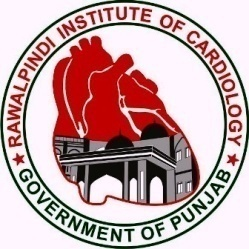 RAWALPINDI INSTITUTE OF CARDIOLOGY
GOVERNMENT OF PUNJAB